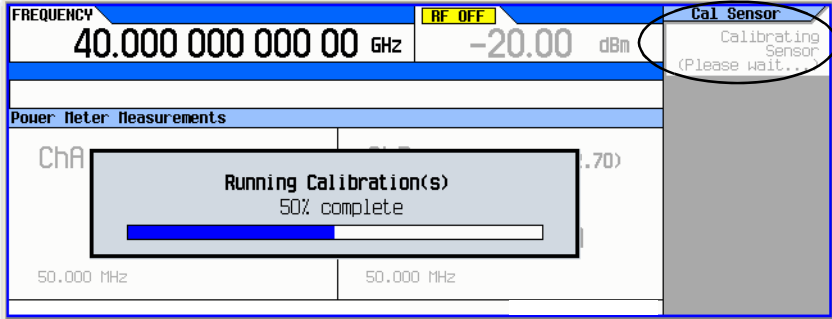 FREQUENCY
40.000 000 000 00 GHz
RF OFF
-20.00 dBm
Cal Sensor
Calibrating
Sensor
(Please wait...)
Power Meter Measurements
ChA
.70)
Running Calibration(s)
50% complete
50.000 MHz
50.000 MHz